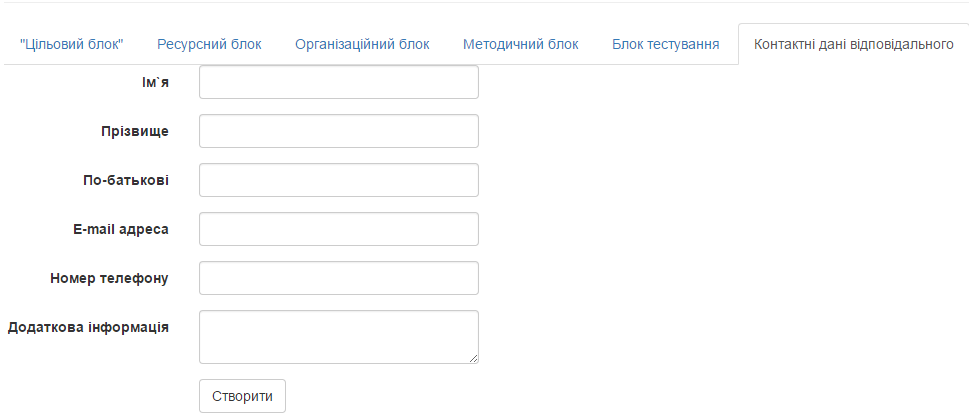 "Цільовий блок" Ресурсний блок Організаційний блок Методичний блок Блок тестування Контактні дані відповідального
Ім`я
Прізвище
По-батькові
E-mail адреса
Номер телефону
Додаткова інформація
Створити